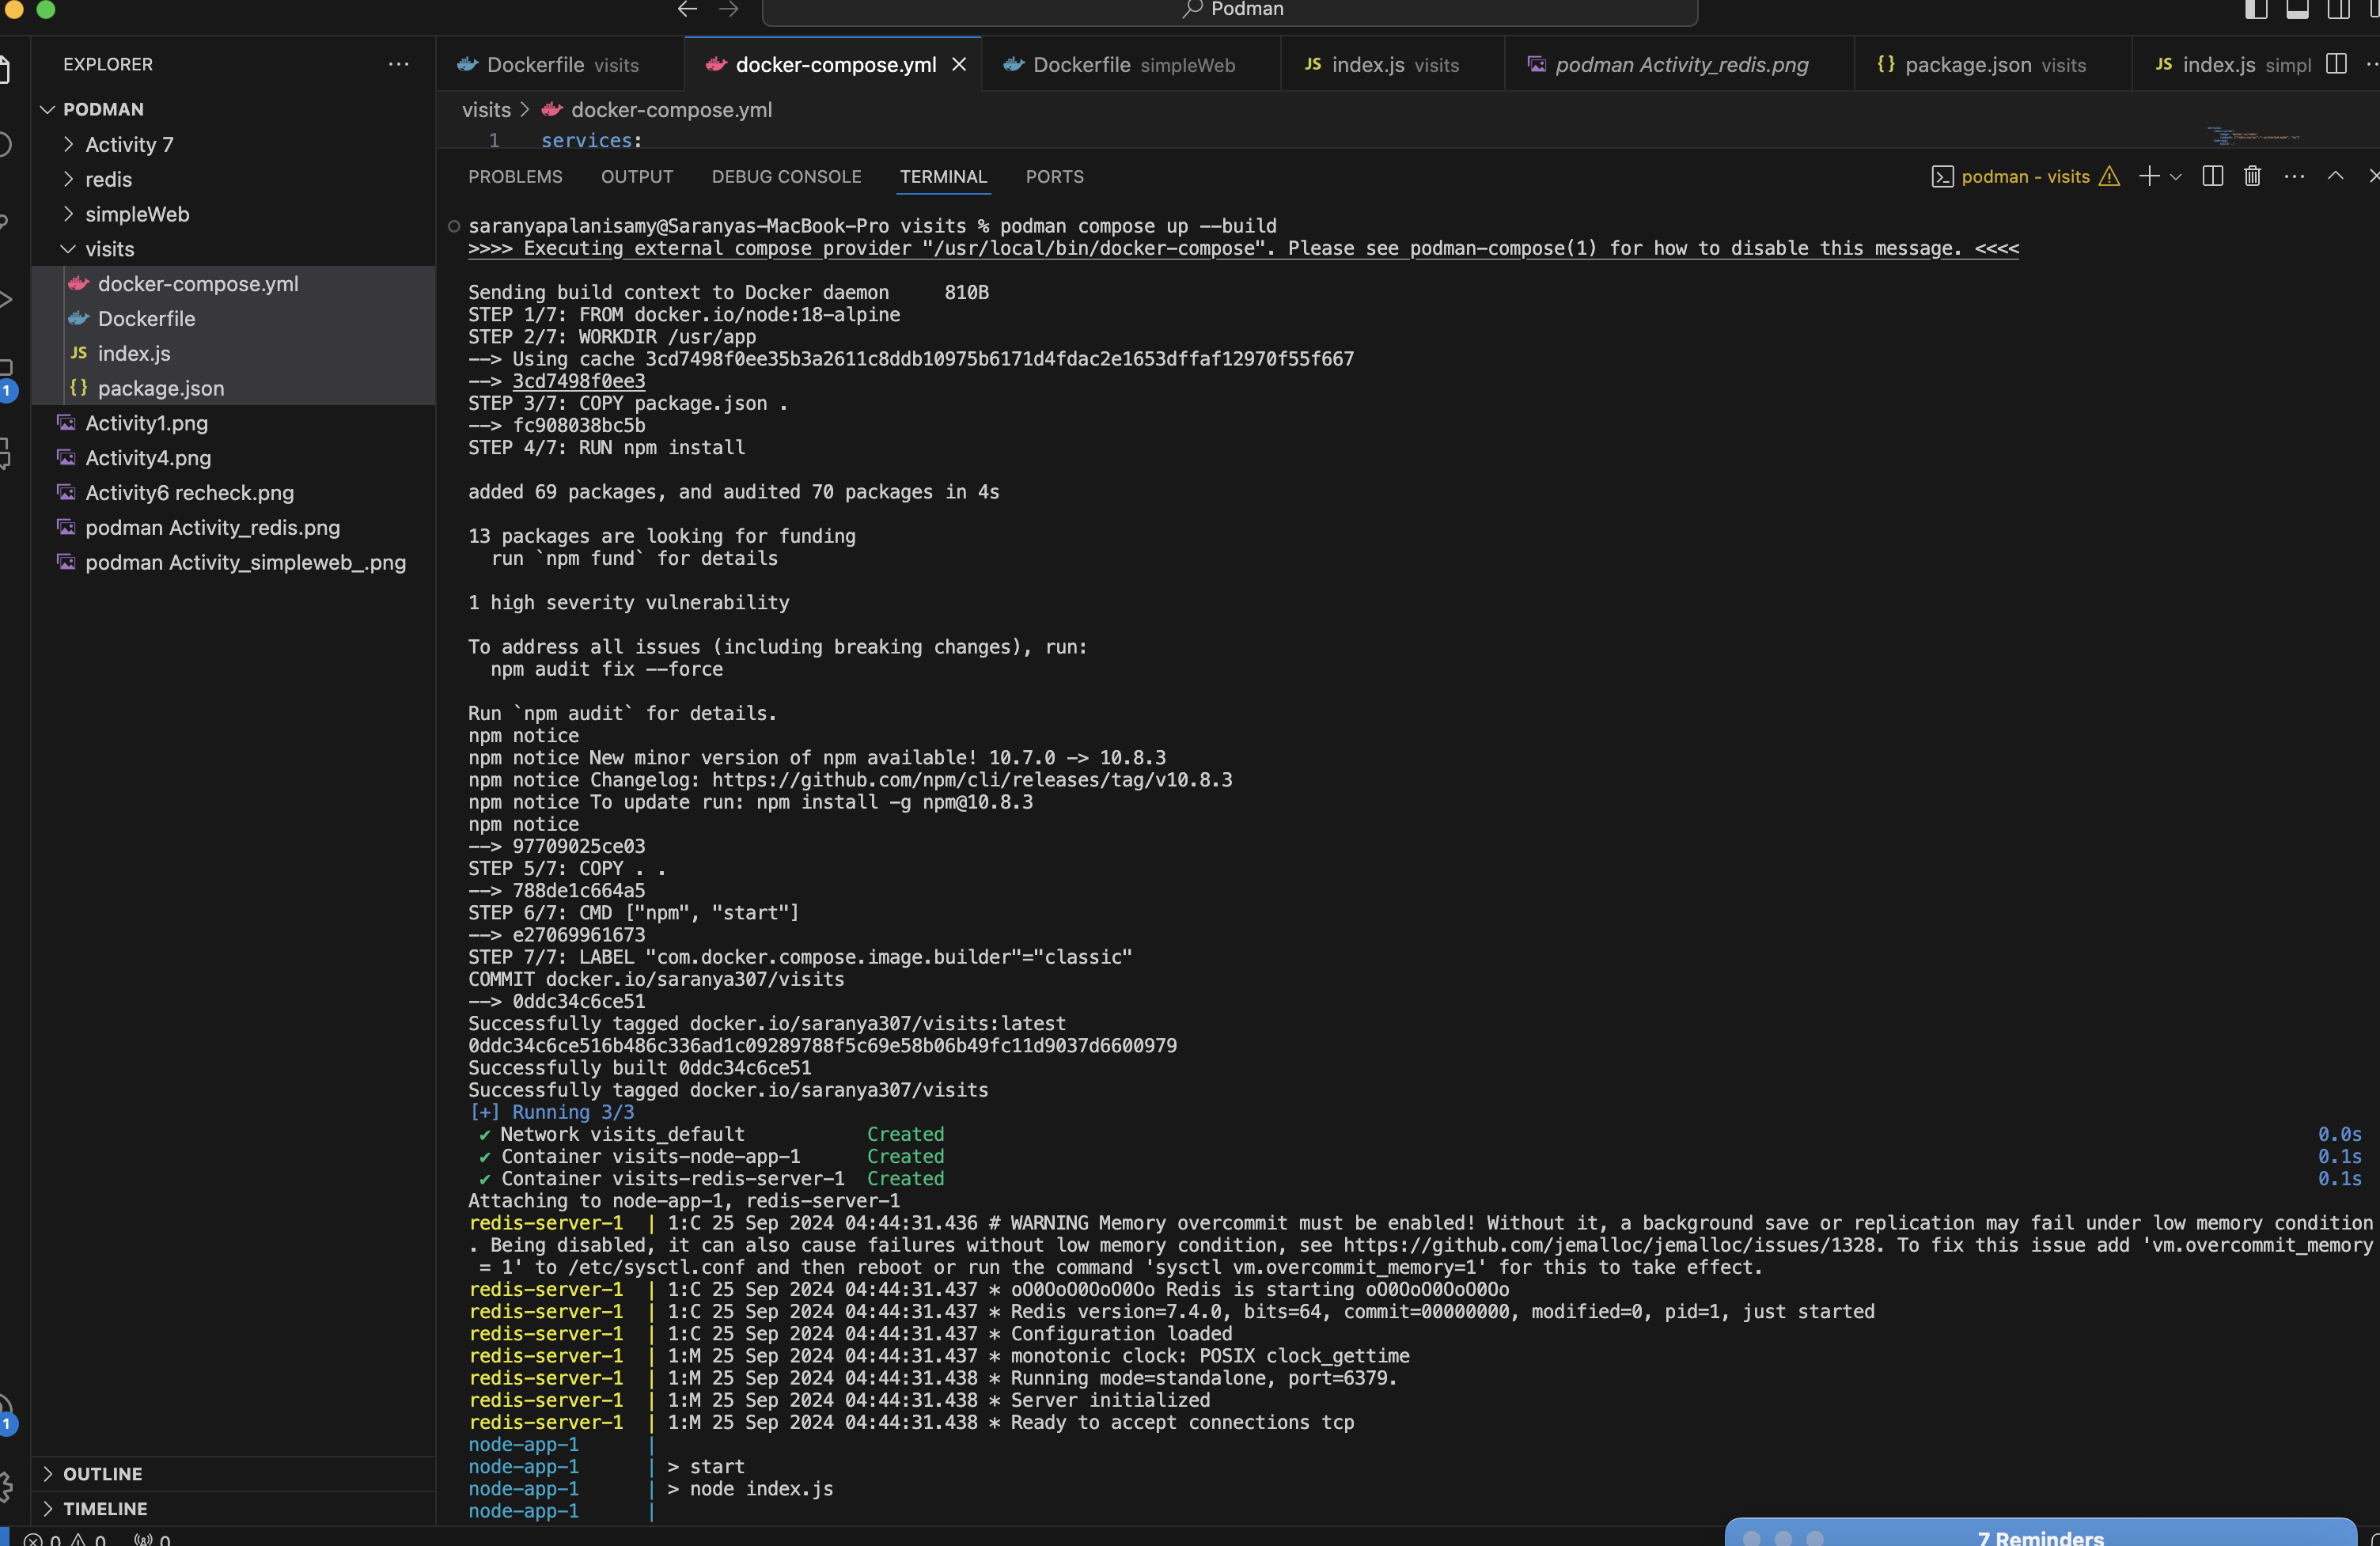 Podman
EXPLORER
PODMAN
Activity 7
redis
simpleWeb
visits
docker-compose.yml
Dockerfile
JS index.js
{} package.json
Activity1.png
Activity4.png
Activity6 recheck.png
podman Activity_redis.png
podman Activity_simpleweb_.png
1
1
OUTLINE
TIMELINE
0 0 0
Dockerfile visits
docker-compose.yml
Dockerfile simpleWeb
JS index.js visits
podman Activity_redis.png
{} package.json visits
JS index.js simpl
visits > docker-compose.yml
1 services:
PROBLEMS OUTPUT DEBUG CONSOLE TERMINAL PORTS
podman - visits
saranyapalanisamy@Saranyas-MacBook-Pro visits % podman compose up --build
>>>> Executing external compose provider "/usr/local/bin/docker-compose". Please see podman-compose(1) for how to disable this message. <<<<
Sending build context to Docker daemon     810B
STEP 1/7: FROM docker.io/node:18-alpine
STEP 2/7: WORKDIR /usr/app
--> Using cache 3cd7498f0ee35b3a2611c8ddb10975b6171d4fdac2e1653dffaf12970f55f667
--> 3cd7498f0ee3
STEP 3/7: COPY package.json .
--> fc908038bc5b
STEP 4/7: RUN npm install
added 69 packages, and audited 70 packages in 4s
13 packages are looking for funding
  run `npm fund` for details
1 high severity vulnerability
To address all issues (including breaking changes), run:
  npm audit fix --force
Run `npm audit` for details.
npm notice
npm notice New minor version of npm available! 10.7.0 -> 10.8.3
npm notice Changelog: https://github.com/npm/cli/releases/tag/v10.8.3
npm notice To update run: npm install -g npm@10.8.3
npm notice
--> 97709025ce03
STEP 5/7: COPY . .
--> 788de1c664a5
STEP 6/7: CMD ["npm", "start"]
--> e27069961673
STEP 7/7: LABEL "com.docker.compose.image.builder"="classic"
COMMIT docker.io/saranya307/visits
--> 0ddc34c6ce51
Successfully tagged docker.io/saranya307/visits:latest
0ddc34c6ce516b486c336ad1c09289788f5c69e58b06b49fc11d9037d6600979
Successfully built 0ddc34c6ce51
Successfully tagged docker.io/saranya307/visits
[+] Running 3/3
✔ Network visits_default           Created 0.0s
✔ Container visits-node-app-1      Created 0.1s
✔ Container visits-redis-server-1  Created 0.1s
Attaching to node-app-1, redis-server-1
redis-server-1  | 1:C 25 Sep 2024 04:44:31.436 # WARNING Memory overcommit must be enabled! Without it, a background save or replication may fail under low memory condition
. Being disabled, it can also cause failures without low memory condition, see https://github.com/jemalloc/jemalloc/issues/1328. To fix this issue add 'vm.overcommit_memory
 = 1' to /etc/sysctl.conf and then reboot or run the command 'sysctl vm.overcommit_memory=1' for this to take effect.
redis-server-1  | 1:C 25 Sep 2024 04:44:31.437 * oO0OoO0OoO0Oo Redis is starting oO0OoO0OoO0Oo
redis-server-1  | 1:C 25 Sep 2024 04:44:31.437 * Redis version=7.4.0, bits=64, commit=00000000, modified=0, pid=1, just started
redis-server-1  | 1:C 25 Sep 2024 04:44:31.437 * Configuration loaded
redis-server-1  | 1:M 25 Sep 2024 04:44:31.437 * monotonic clock: POSIX clock_gettime
redis-server-1  | 1:M 25 Sep 2024 04:44:31.438 * Running mode=standalone, port=6379.
redis-server-1  | 1:M 25 Sep 2024 04:44:31.438 * Server initialized
redis-server-1  | 1:M 25 Sep 2024 04:44:31.438 * Ready to accept connections tcp
node-app-1      |
node-app-1      | > start
node-app-1      | > node index.js
node-app-1      |
7 Reminders